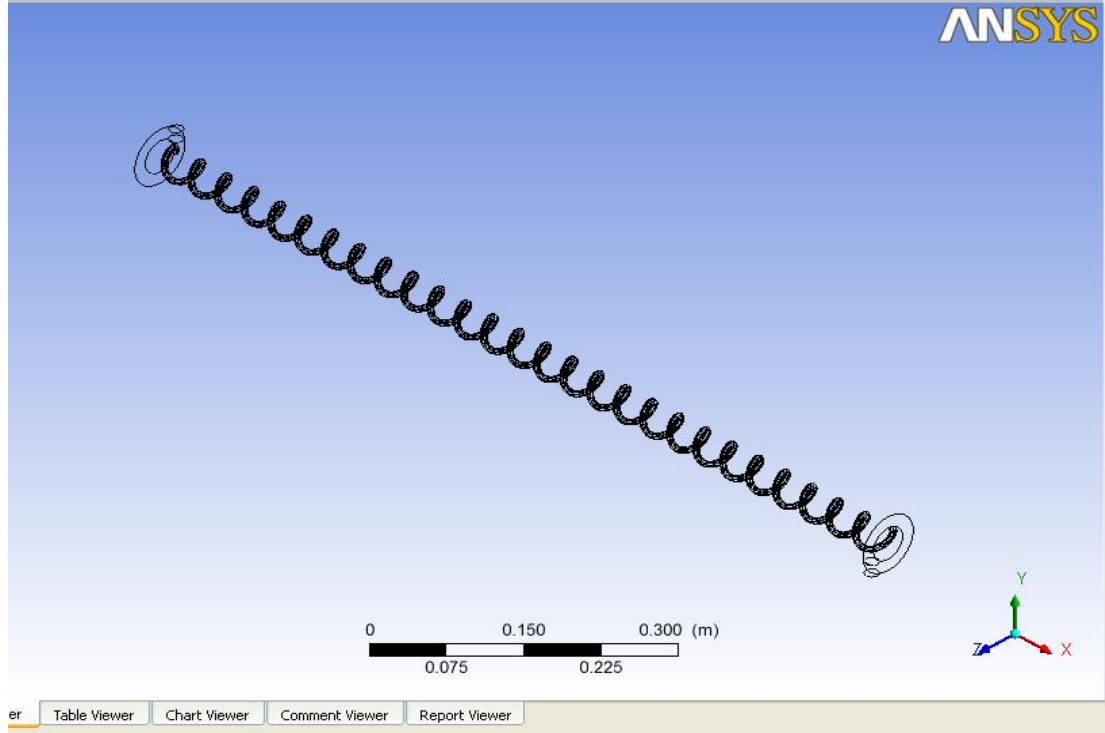 ANSYS
Y
Z X
0 0.150 0.300 (m)
0.075 0.225
er Table Viewer Chart Viewer Comment Viewer Report Viewer